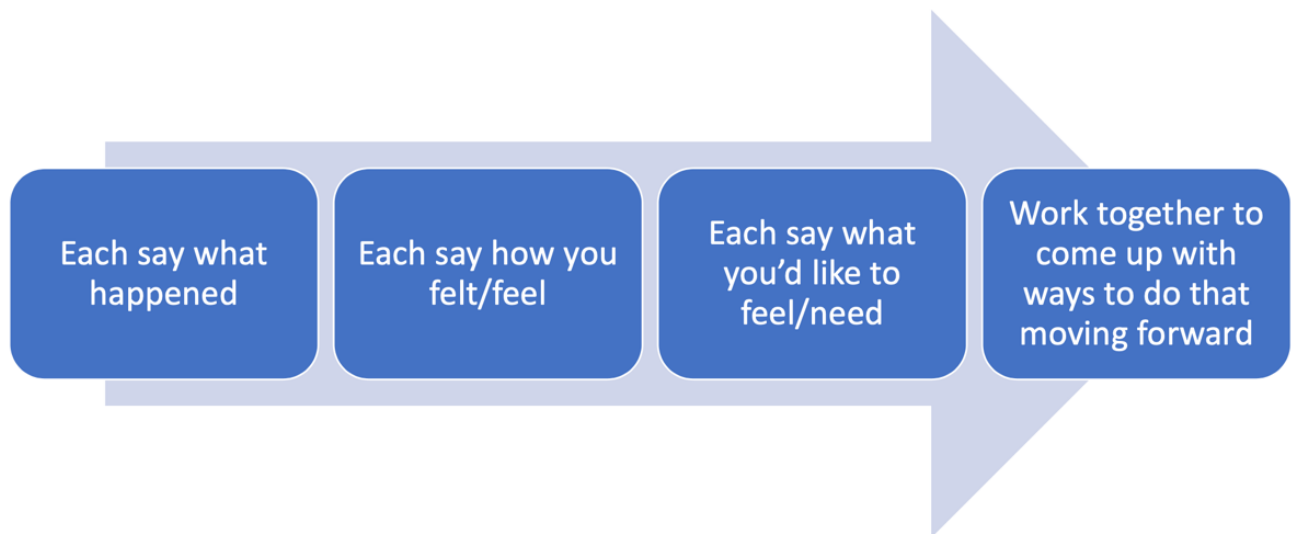 Each say what
happened
Each say how you
felt/feel
Each say what
you’d like to
feel/need
Work together to
come up with
ways to do that
moving forward